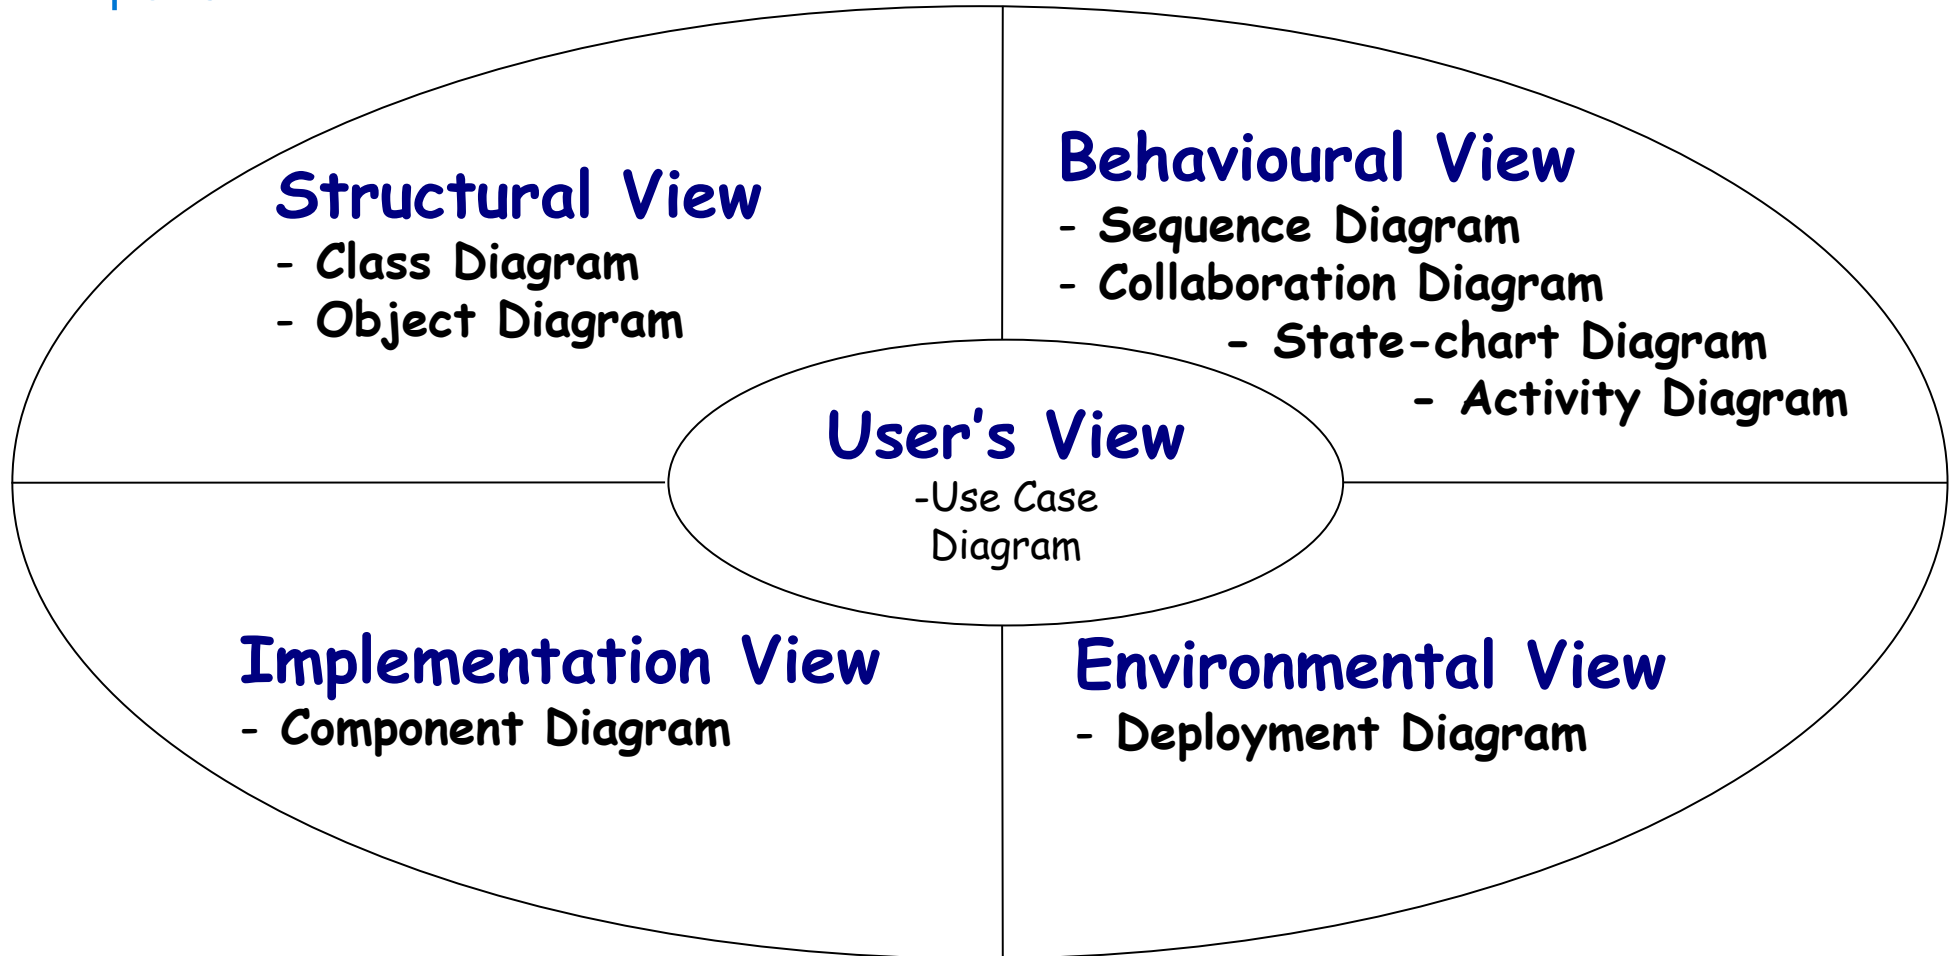 Structural View
- Class Diagram
- Object Diagram
Behavioural View
- Sequence Diagram
- Collaboration Diagram
- State-chart Diagram
- Activity Diagram
User’s View
-Use Case
Diagram
Implementation View
- Component Diagram
Environmental View
- Deployment Diagram